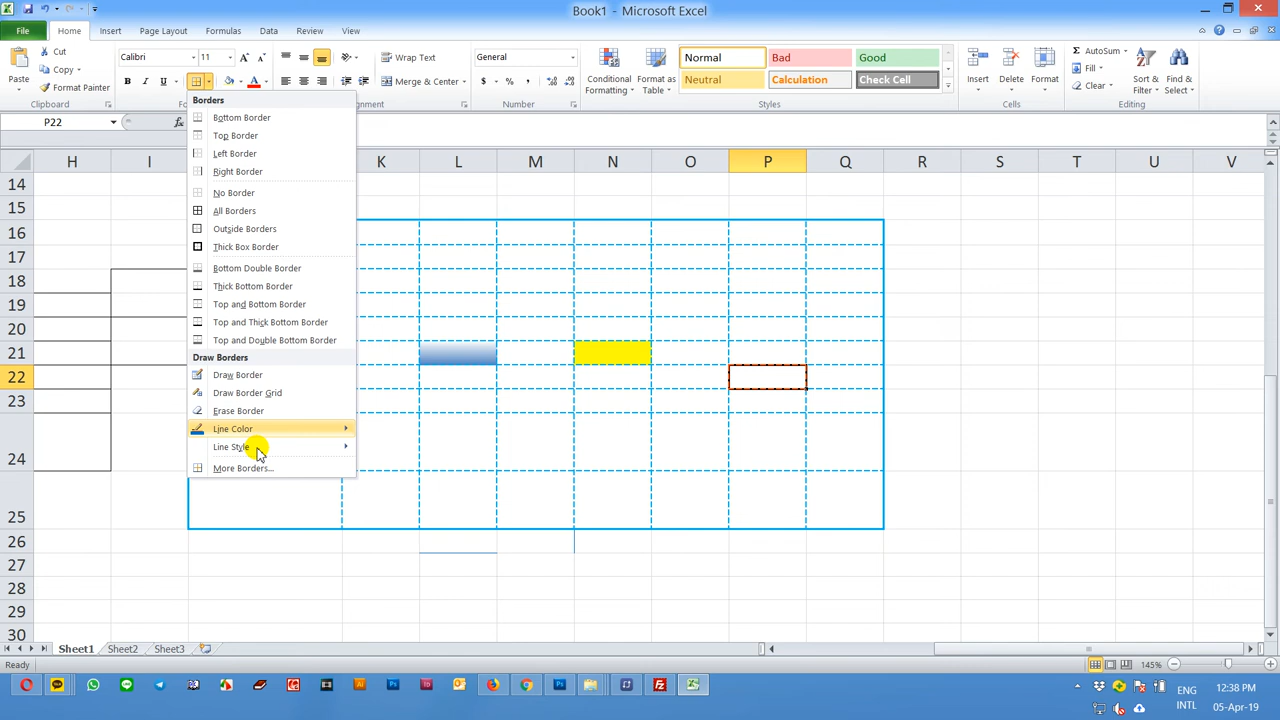 Book1 - Microsoft Excel
File Home Insert Page Layout Formulas Data Review View
Paste
Cut
Copy
Format Painter
Clipboard
Calibri 11 A A
B I U A
Wrap Text
Merge & Center
General
$ % ,
Number
Conditional Formatting
Format as Table
Normal Bad Good
Neutral Calculation Check Cell
Styles
Insert Delete Format
Cells
AutoSum
Fill
Clear
Sort & Filter
Find & Select
Editing
P22 fx
Borders
Bottom Border
Top Border
Left Border
Right Border
No Border
All Borders
Outside Borders
Thick Box Border
Bottom Double Border
Thick Bottom Border
Top and Bottom Border
Top and Thick Bottom Border
Top and Double Bottom Border
Draw Borders
Draw Border
Draw Border Grid
Erase Border
Line Color
Line Style
More Borders...
H I K L M N O P Q R S T U V
14
15
16
17
18
19
20
21
22
23
24
25
26
27
28
29
30
Sheet1 Sheet2 Sheet3
Ready 145%
ENG
INTL
12:38 PM
05-Apr-19